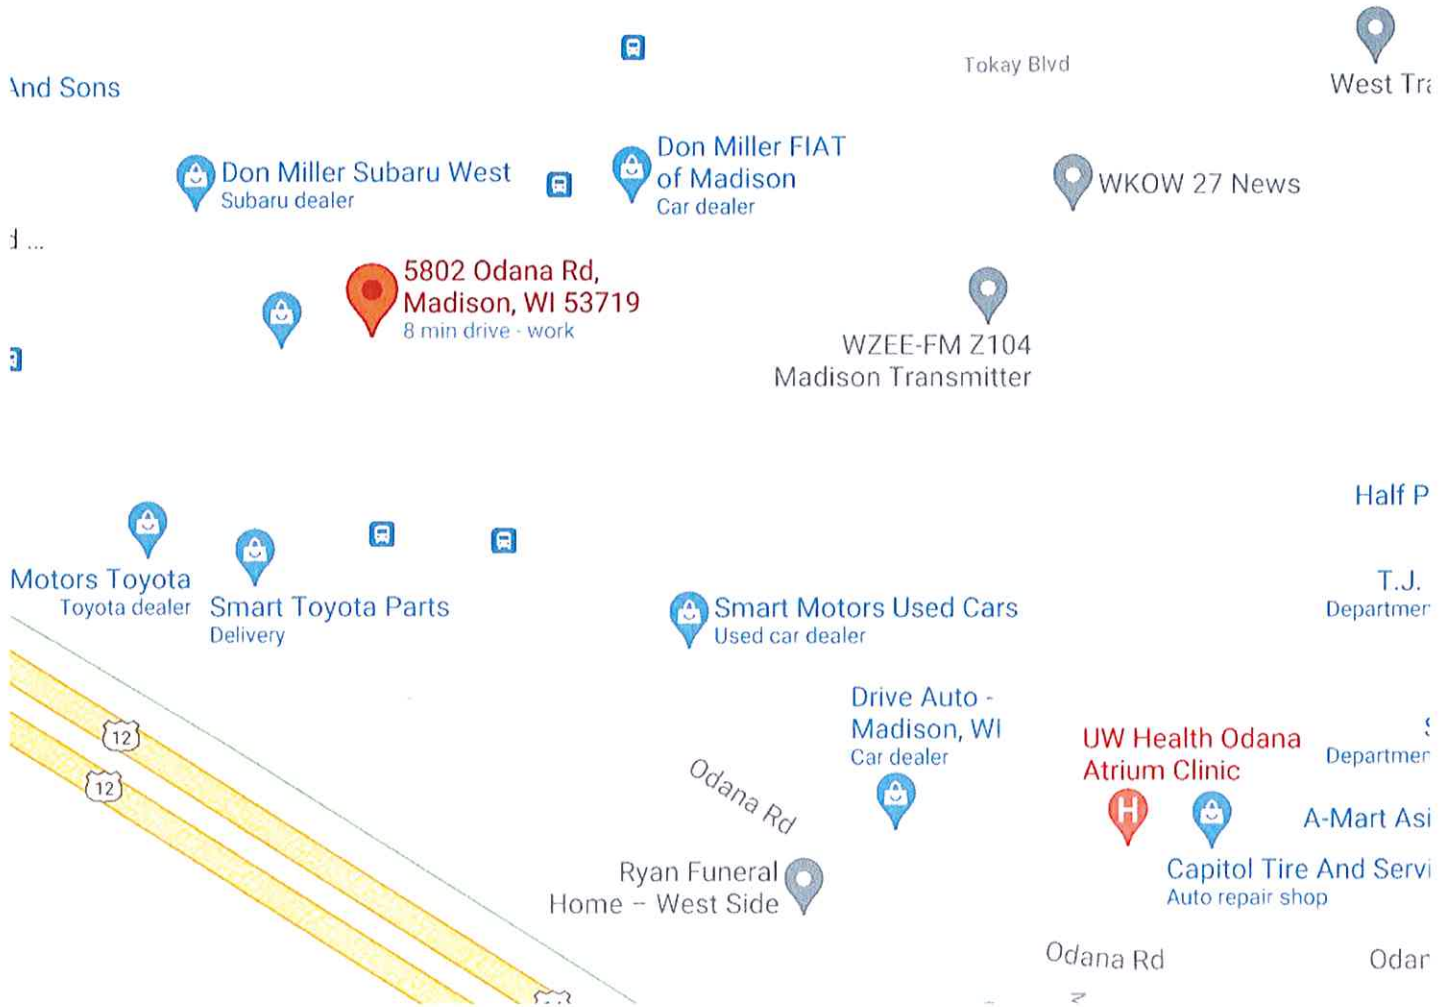 Tokay Blvd
And Sons
West Tra
Don Miller Subaru West
Subaru dealer
Don Miller FIAT
of Madison
Car dealer
WKOW 27 News
d ...
5802 Odana Rd,
Madison, WI 53719
8 min drive - work
WZEE-FM Z104
Madison Transmitter
Half P
Motors Toyota
Toyota dealer
Smart Toyota Parts
Delivery
T.J.
Departmen
Smart Motors Used Cars
Used car dealer
12
12
Drive Auto -
Madison, WI
Car dealer
UW Health Odana
Atrium Clinic
H
Departmen
Odana Rd
A-Mart Asi
Ryan Funeral
Home – West Side
Capitol Tire And Servi
Auto repair shop
Odana Rd
Odan